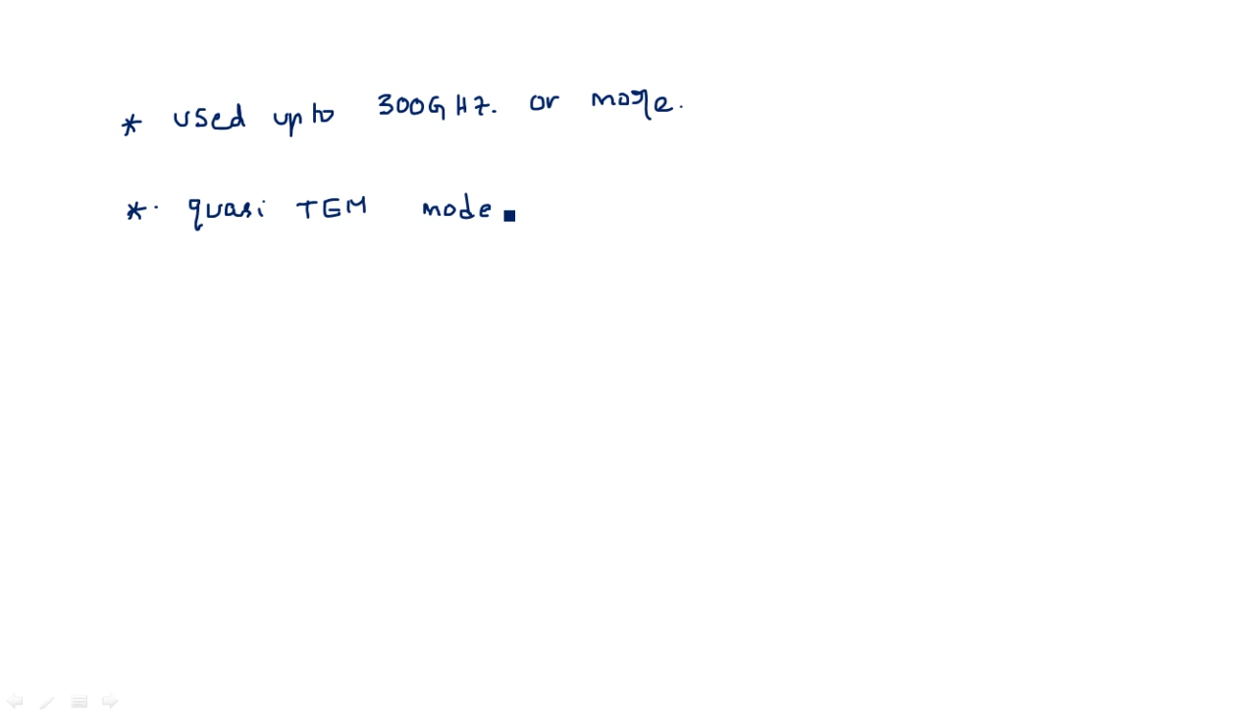 * used upto 300GHz. or more.
*. quasi TEM mode